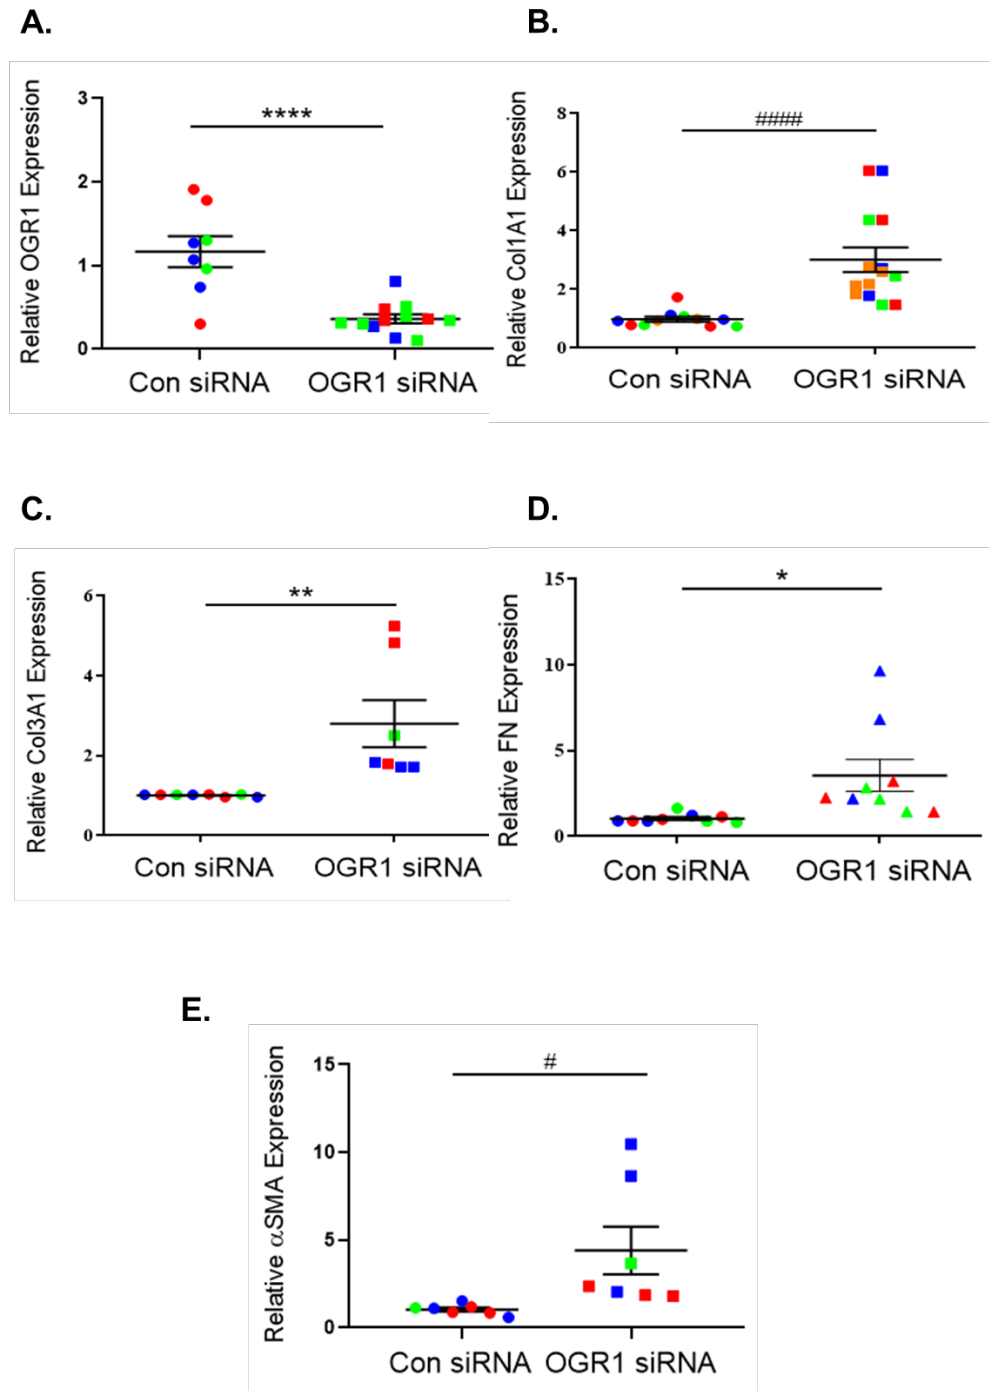 A.
B.
Relative OGR1 Expression
3
2
1
0
****
Con siRNA
OGR1 siRNA
Relative Col1A1 Expression
8
6
4
2
0
####
Con siRNA
OGR1 siRNA
C.
D.
Relative Col3A1 Expression
6
4
2
0
**
Con siRNA
OGR1 siRNA
Relative FN Expression
15
10
5
0
*
Con siRNA
OGR1 siRNA
E.
Relative αSMA Expression
15
10
5
0
#
Con siRNA
OGR1 siRNA